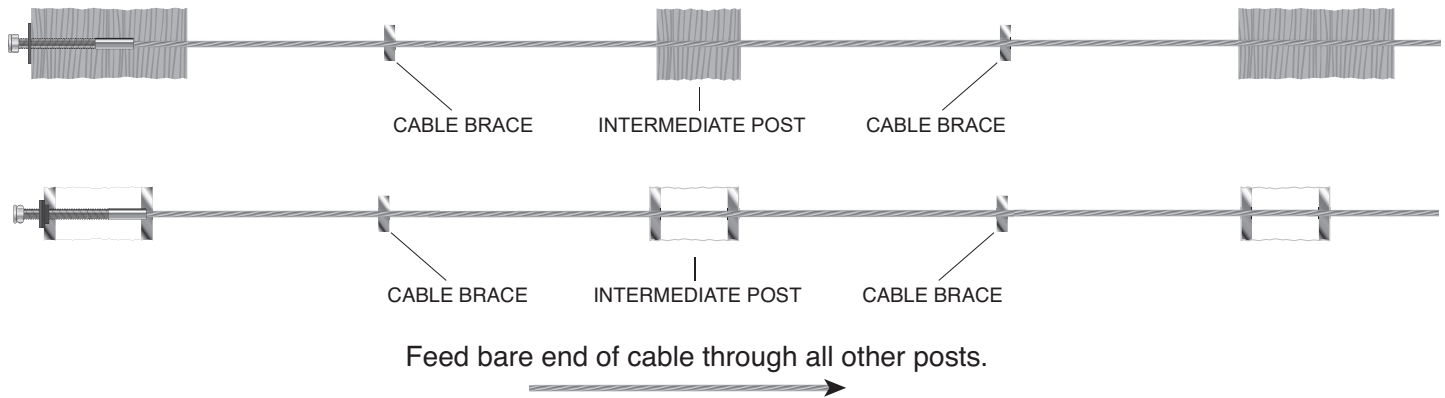 CABLE BRACE INTERMEDIATE POST CABLE BRACE
CABLE BRACE INTERMEDIATE POST CABLE BRACE
Feed bare end of cable through all other posts.